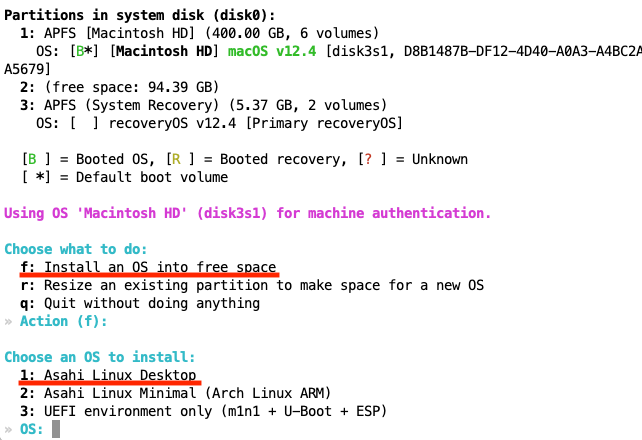 Partitions in system disk (disk0):
1: APFS [Macintosh HD] (400.00 GB, 6 volumes)
OS: [B*] [Macintosh HD] macOS v12.4 [disk3s1, D8B1487B-DF12-4D40-A0A3-A4BC2A
A5679]
2: (free space: 94.39 GB)
3: APFS (System Recovery) (5.37 GB, 2 volumes)
OS: [  ] recoveryOS v12.4 [Primary recoveryOS]
[B ] = Booted OS, [R ] = Booted recovery, [? ] = Unknown
[ *] = Default boot volume
Using OS 'Macintosh HD' (disk3s1) for machine authentication.
Choose what to do:
f: Install an OS into free space
r: Resize an existing partition to make space for a new OS
q: Quit without doing anything
» Action (f):
Choose an OS to install:
1: Asahi Linux Desktop
2: Asahi Linux Minimal (Arch Linux ARM)
3: UEFI environment only (m1n1 + U-Boot + ESP)
» OS: